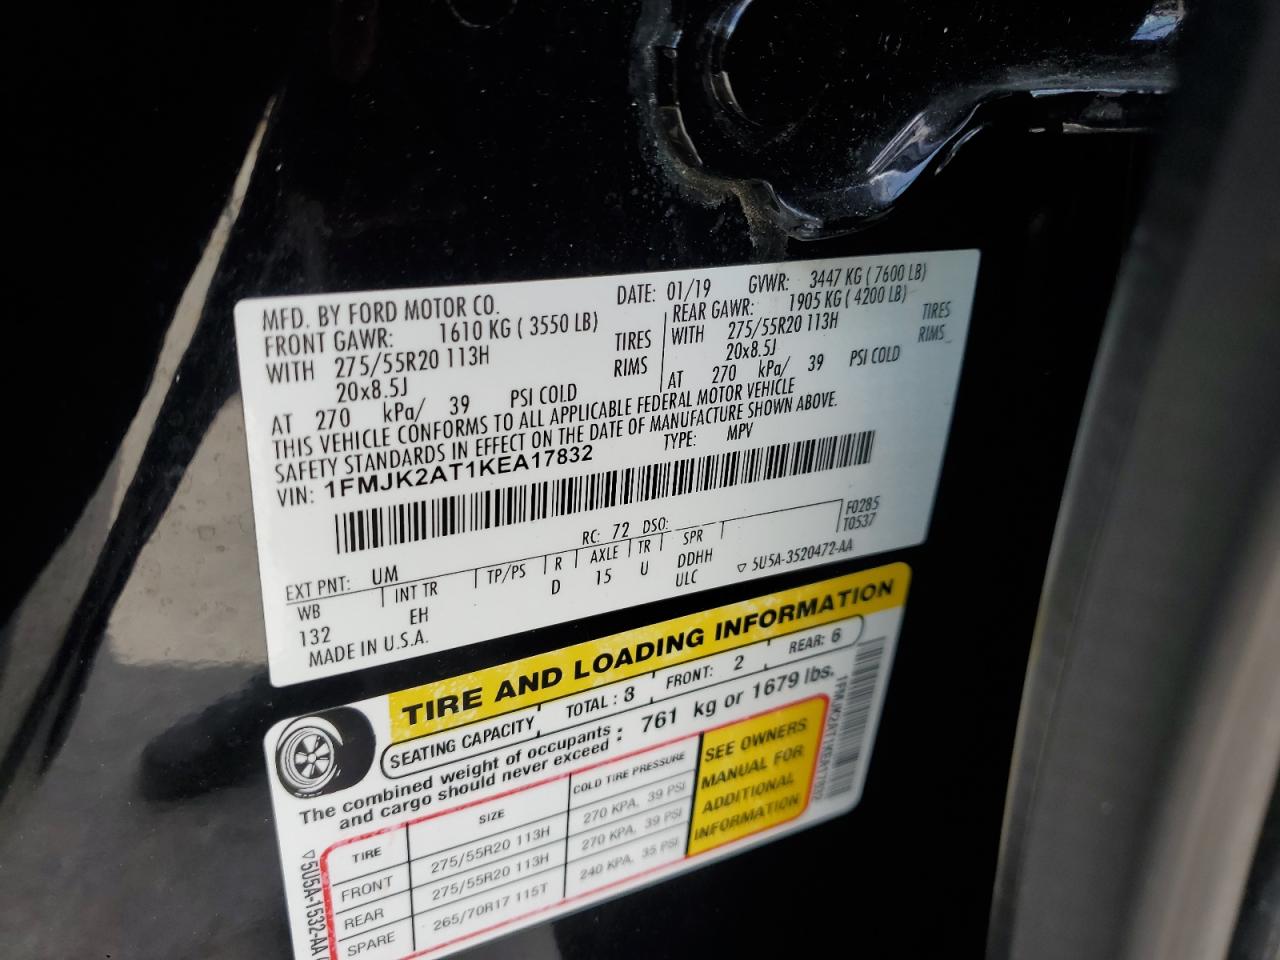 MFD. BY FORD MOTOR CO.
DATE: 01/19 GVWR: 3447 KG ( 7600 LB)
FRONT GAWR: 1610 KG ( 3550 LB)
REAR GAWR: 1905 KG ( 4200 LB)
WITH 275/55R20 113H TIRES
WITH 275/55R20 113H TIRES
20x8.5J RIMS
20x8.5J RIMS
AT 270 kPa/ 39 PSI COLD
AT 270 kPa/ 39 PSI COLD
THIS VEHICLE CONFORMS TO ALL APPLICABLE FEDERAL MOTOR VEHICLE
SAFETY STANDARDS IN EFFECT ON THE DATE OF MANUFACTURE SHOWN ABOVE.
VIN: 1FMJK2AT1KEA17832 TYPE: MPV
EXT PNT: UM RC: 72 DSO:
F0285
T0537
WB INT TR TP/PS R AXLE TR SPR
132 EH D 15 U DDHH
ULC
MADE IN U.S.A.
▽ 5U5A-3520472-AA
TIRE AND LOADING INFORMATION
SEATING CAPACITY TOTAL : 8 FRONT: 2 REAR: 6
The combined weight of occupants
and cargo should never exceed : 761 kg or 1679 lbs.
TIRE SIZE COLD TIRE PRESSURE
FRONT 275/55R20 113H 270 KPA, 39 PSI
REAR 275/55R20 113H 270 KPA, 39 PSI
SPARE 265/70R17 115T 240 KPA, 35 PSI
SEE OWNERS
MANUAL FOR
ADDITIONAL
INFORMATION
1FMJK2AT1KEA17832
▽5U5A-1532-AA